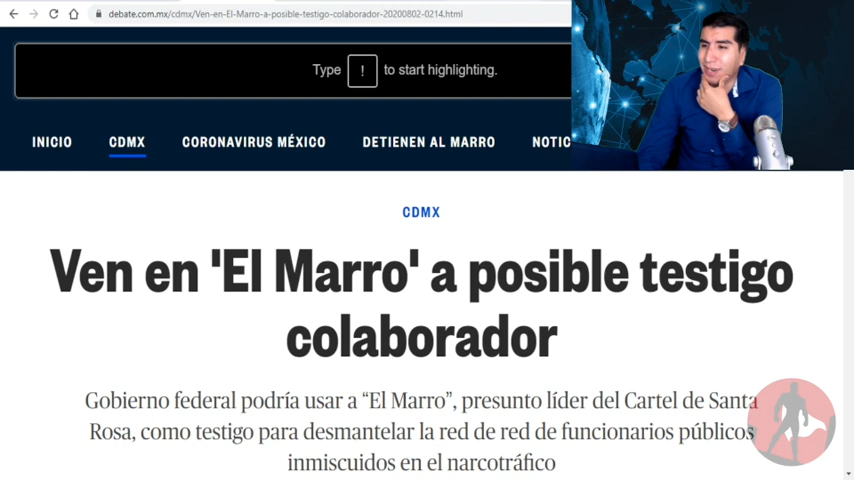 debate.com.mx/cdmx/Ven-en-El-Marro-a-posible-testigo-colaborador-20200802-0214.html
Type ! to start highlighting.
INICIO CDMX CORONAVIRUS MÉXICO DETIENEN AL MARRO NOTIC
CDMX
Ven en 'El Marro' a posible testigo
colaborador
Gobierno federal podría usar a “El Marro”, presunto líder del Cartel de Santa
Rosa, como testigo para desmantelar la red de red de funcionarios públicos
inmiscuidos en el narcotráfico